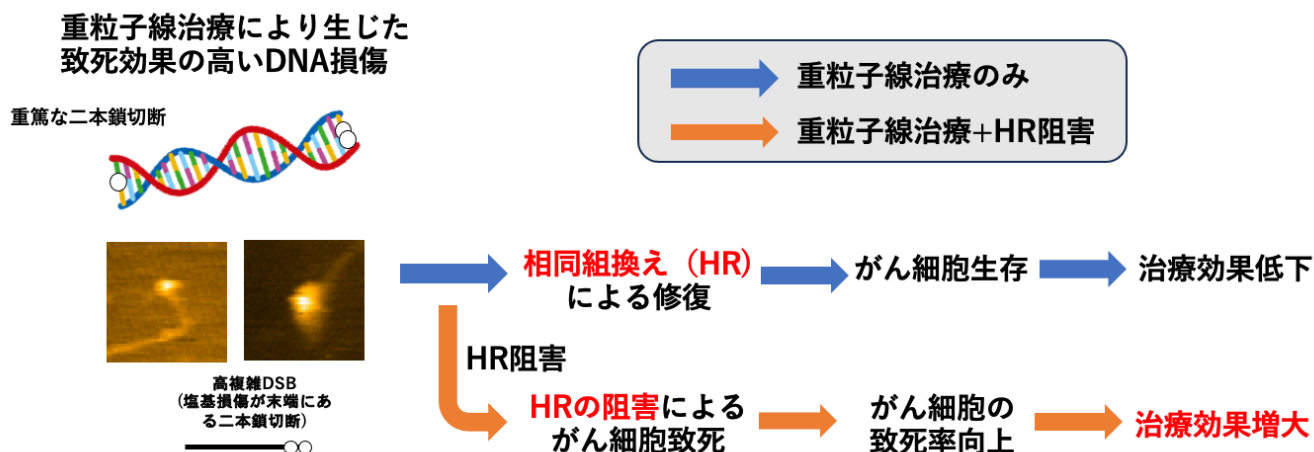 重粒子線治療により生じた
致死効果の高いDNA損傷
重粒子線治療のみ
重粒子線治療+HR阻害
重篤な二本鎖切断
相同組換え（HR)
による修復
がん細胞生存
治療効果低下
HR阻害
高複雑DSB
(塩基損傷が末端にあ
る二本鎖切断)
HRの阻害による
がん細胞致死
がん細胞の
致死率向上
治療効果増大